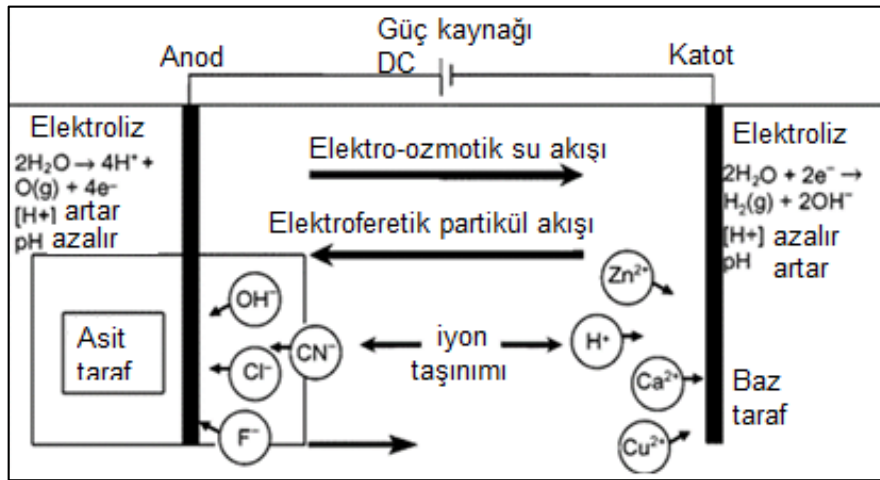 Güç kaynağı
DC
Anod
Katot
Elektroliz
2H₂O → 4H⁺ +
O(g) + 4e⁻
[H+] artar
pH azalır
Elektro-ozmotik su akışı
Elektroferetik partikül akışı
Elektroliz
2H₂O + 2e⁻ →
H₂(g) + 2OH⁻
[H+] azalır
pH artar
Asit
taraf
OH⁻
Cl⁻
CN⁻
F⁻
iyon
taşınımı
Zn²⁺
H⁺
Ca²⁺
Cu²⁺
Baz
taraf